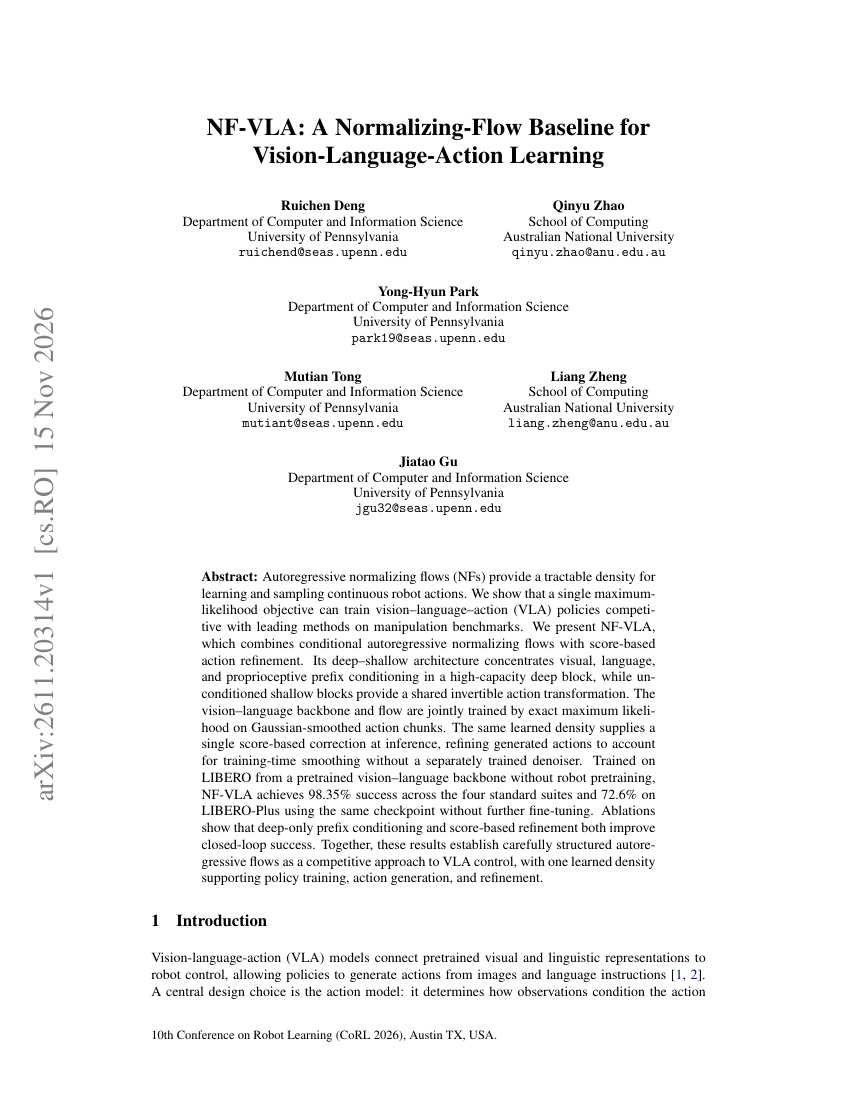 NF-VLA: A Normalizing-Flow Baseline for
Vision-Language-Action Learning
Ruichen Deng
Department of Computer and Information Science
University of Pennsylvania
ruichend@seas.upenn.edu
Qinyu Zhao
School of Computing
Australian National University
qinyu.zhao@anu.edu.au
Yong-Hyun Park
Department of Computer and Information Science
University of Pennsylvania
park19@seas.upenn.edu
Mutian Tong
Department of Computer and Information Science
University of Pennsylvania
mutiant@seas.upenn.edu
Liang Zheng
School of Computing
Australian National University
liang.zheng@anu.edu.au
Jiatao Gu
Department of Computer and Information Science
University of Pennsylvania
jgu32@seas.upenn.edu
arXiv:2611.20314v1 [cs.RO] 15 Nov 2026
Abstract: Autoregressive normalizing flows (NFs) provide a tractable density for
learning and sampling continuous robot actions. We show that a single maximum-
likelihood objective can train vision–language–action (VLA) policies competi-
tive with leading methods on manipulation benchmarks. We present NF-VLA,
which combines conditional autoregressive normalizing flows with score-based
action refinement. Its deep–shallow architecture concentrates visual, language,
and proprioceptive prefix conditioning in a high-capacity deep block, while un-
conditioned shallow blocks provide a shared invertible action transformation. The
vision–language backbone and flow are jointly trained by exact maximum likeli-
hood on Gaussian-smoothed action chunks. The same learned density supplies a
single score-based correction at inference, refining generated actions to account
for training-time smoothing without a separately trained denoiser. Trained on
LIBERO from a pretrained vision–language backbone without robot pretraining,
NF-VLA achieves 98.35% success across the four standard suites and 72.6% on
LIBERO-Plus using the same checkpoint without further fine-tuning. Ablations
show that deep-only prefix conditioning and score-based refinement both improve
closed-loop success. Together, these results establish carefully structured autore-
gressive flows as a competitive approach to VLA control, with one learned density
supporting policy training, action generation, and refinement.
1 Introduction
Vision-language-action (VLA) models connect pretrained visual and linguistic representations to
robot control, allowing policies to generate actions from images and language instructions [1, 2].
A central design choice is the action model: it determines how observations condition the action
10th Conference on Robot Learning (CoRL 2026), Austin TX, USA.